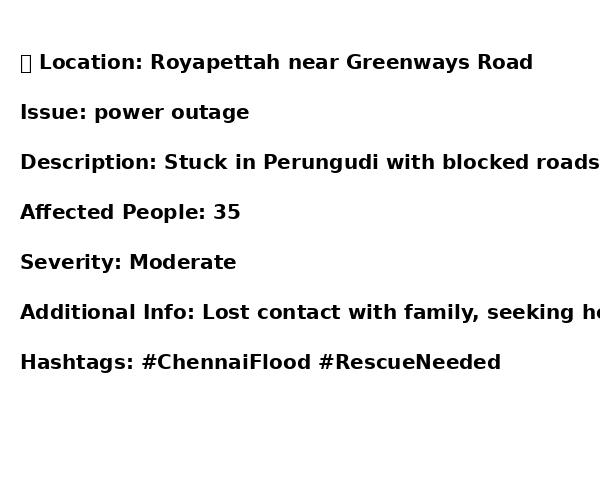 Location: Royapettah near Greenways Road
Issue: power outage
Description: Stuck in Perungudi with blocked roads
Affected People: 35
Severity: Moderate
Additional Info: Lost contact with family, seeking
Hashtags: #ChennaiFlood #RescueNeeded